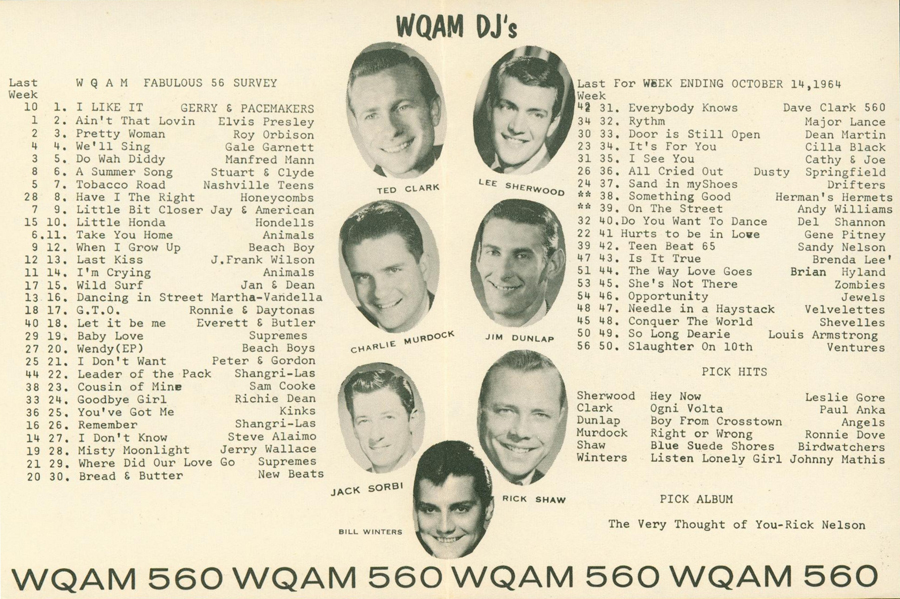 WQAM DJ's
Last W Q A M FABULOUS 56 SURVEY
Week
10 1. I LIKE IT GERRY & PACEMAKERS
1 2. Ain't That Lovin Elvis Presley
2 3. Pretty Woman Roy Orbison
4 4. We'll Sing Gale Garnett
3 5. Do Wah Diddy Manfred Mann
8 6. A Summer Song Stuart & Clyde
5 7. Tobacco Road Nashville Teens
28 8. Have I The Right Honeycombs
7 9. Little Bit Closer Jay & American
15 10. Little Honda Hondells
6.11. Take You Home Animals
9 12. When I Grow Up Beach Boy
12 13. Last Kiss J.Frank Wilson
11 14. I'm Crying Animals
17 15. Wild Surf Jan & Dean
13 16. Dancing in Street Martha-Vandella
18 17. G.T.O. Ronnie & Daytonas
40 18. Let it be me Everett & Butler
29 19. Baby Love Supremes
27 20. Wendy(EP) Beach Boys
25 21. I Don't Want Peter & Gordon
44 22. Leader of the Pack Shangri-Las
38 23. Cousin of Mine Sam Cooke
33 24. Goodbye Girl Richie Dean
36 25. You've Got Me Kinks
16 26. Remember Shangri-Las
14 27. I Don't Know Steve Alaimo
19 28. Misty Moonlight Jerry Wallace
21 29. Where Did Our Love Go Supremes
20 30. Bread & Butter New Beats
TED CLARK
LEE SHERWOOD
CHARLIE MURDOCK
JIM DUNLAP
JACK SORBI
RICK SHAW
BILL WINTERS
Last For WEEK ENDING OCTOBER 14,1964
Week
42 31. Everybody Knows Dave Clark 560
34 32. Rythm Major Lance
30 33. Door is Still Open Dean Martin
23 34. It's For You Cilla Black
31 35. I See You Cathy & Joe
26 36. All Cried Out Dusty Springfield
24 37. Sand in myShoes Drifters
** 38. Something Good Herman's Hermets
** 39. On The Street Andy Williams
32 40.Do You Want To Dance Del Shannon
22 41 Hurts to be in Love Gene Pitney
39 42. Teen Beat 65 Sandy Nelson
47 43. Is It True Brenda Lee'
51 44. The Way Love Goes Brian Hyland
53 45. She's Not There Zombies
54 46. Opportunity Jewels
48 47. Needle in a Haystack Velvelettes
45 48. Conquer The World Shevelles
50 49. So Long Dearie Louis Armstrong
56 50. Slaughter On 10th Ventures
PICK HITS
Sherwood Hey Now Leslie Gore
Clark Ogni Volta Paul Anka
Dunlap Boy From Crosstown Angels
Murdock Right or Wrong Ronnie Dove
Shaw Blue Suede Shores Birdwatchers
Winters Listen Lonely Girl Johnny Mathis
PICK ALBUM
The Very Thought of You-Rick Nelson
WQAM 560 WQAM 560 WQAM 560 WQAM 560